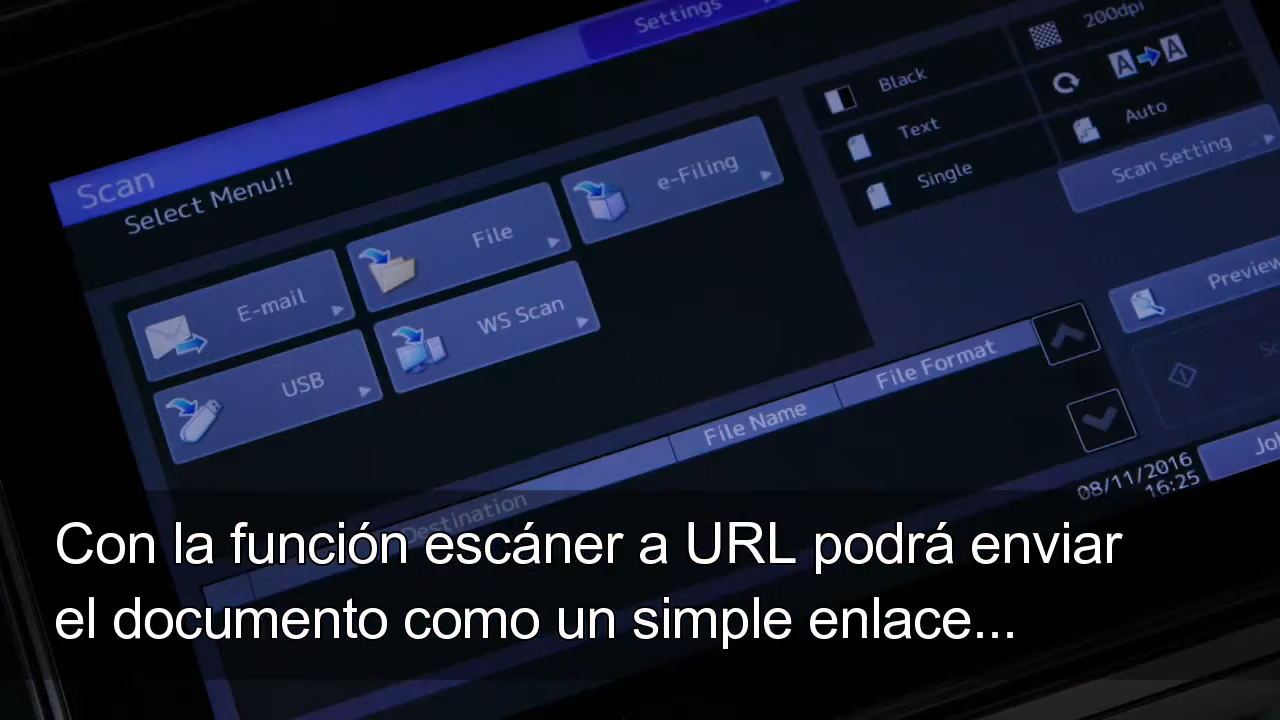 Settings
200dpi
Black
A A
Text
Auto
Single
Scan Setting
Scan
Select Menu!!
e-Filing
File
E-mail
WS Scan
USB
Preview
File Format
File Name
Destination
08/11/2016
16:25
Con la función escáner a URL podrá enviar
el documento como un simple enlace...